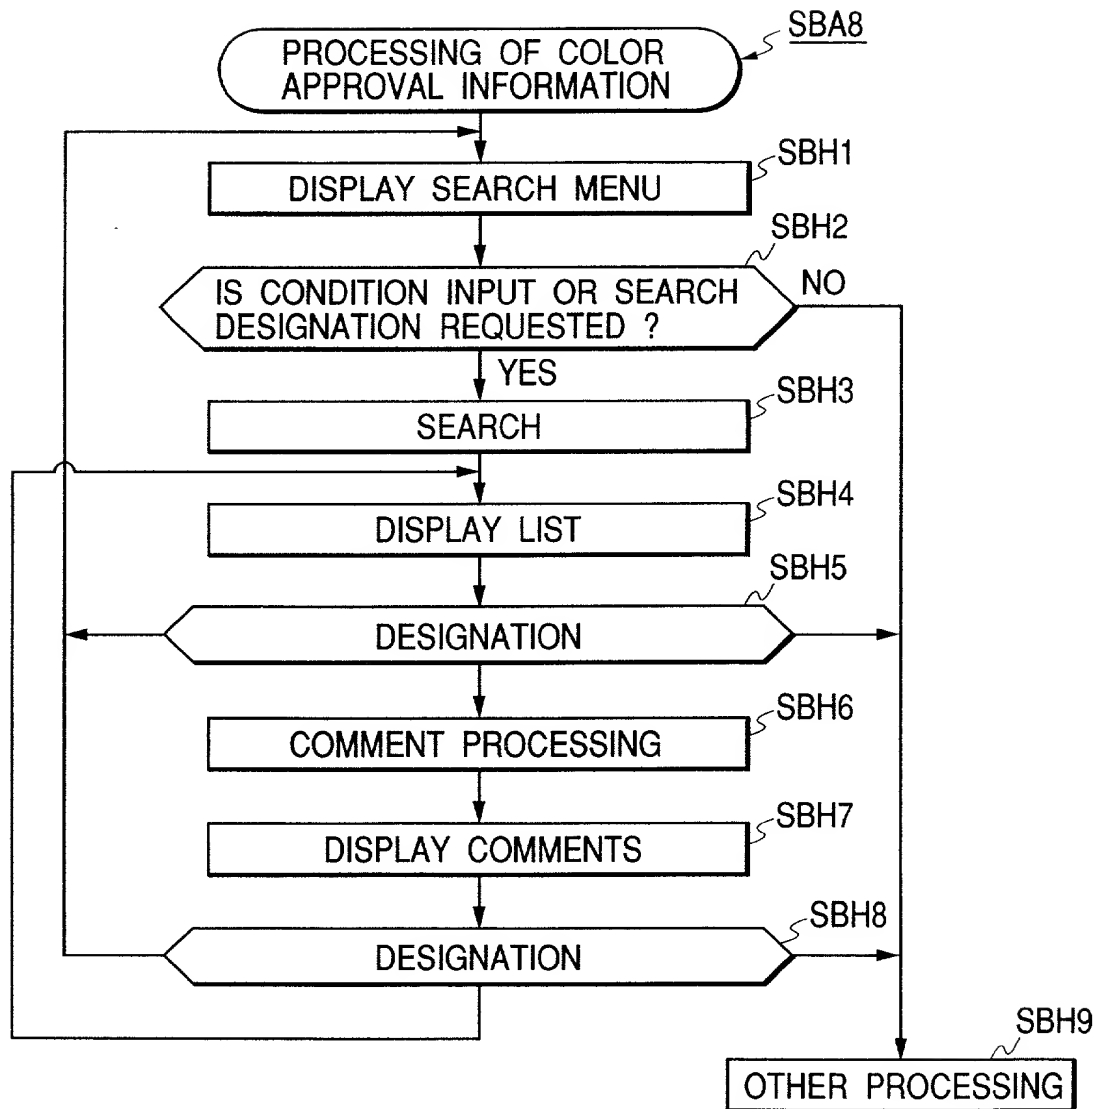 SBA8
PROCESSING OF COLOR
APPROVAL INFORMATION
SBH1
DISPLAY SEARCH MENU
SBH2
IS CONDITION INPUT OR SEARCH
DESIGNATION REQUESTED ?
NO
YES
SBH3
SEARCH
SBH4
DISPLAY LIST
SBH5
DESIGNATION
SBH6
COMMENT PROCESSING
SBH7
DISPLAY COMMENTS
SBH8
DESIGNATION
SBH9
OTHER PROCESSING